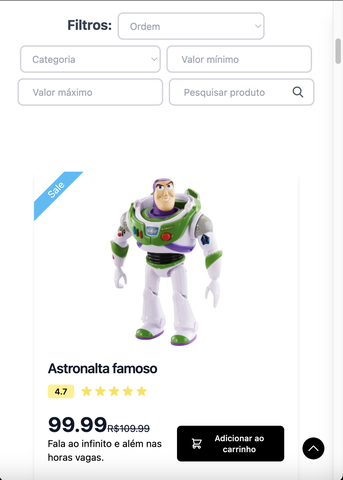 Filtros: Ordem
Categoria Valor mínimo
Valor máximo Pesquisar produto
Sale
Astronalta famoso
4.7
99.99 R$109.99
Fala ao infinito e além nas
horas vagas.
Adicionar ao
carrinho